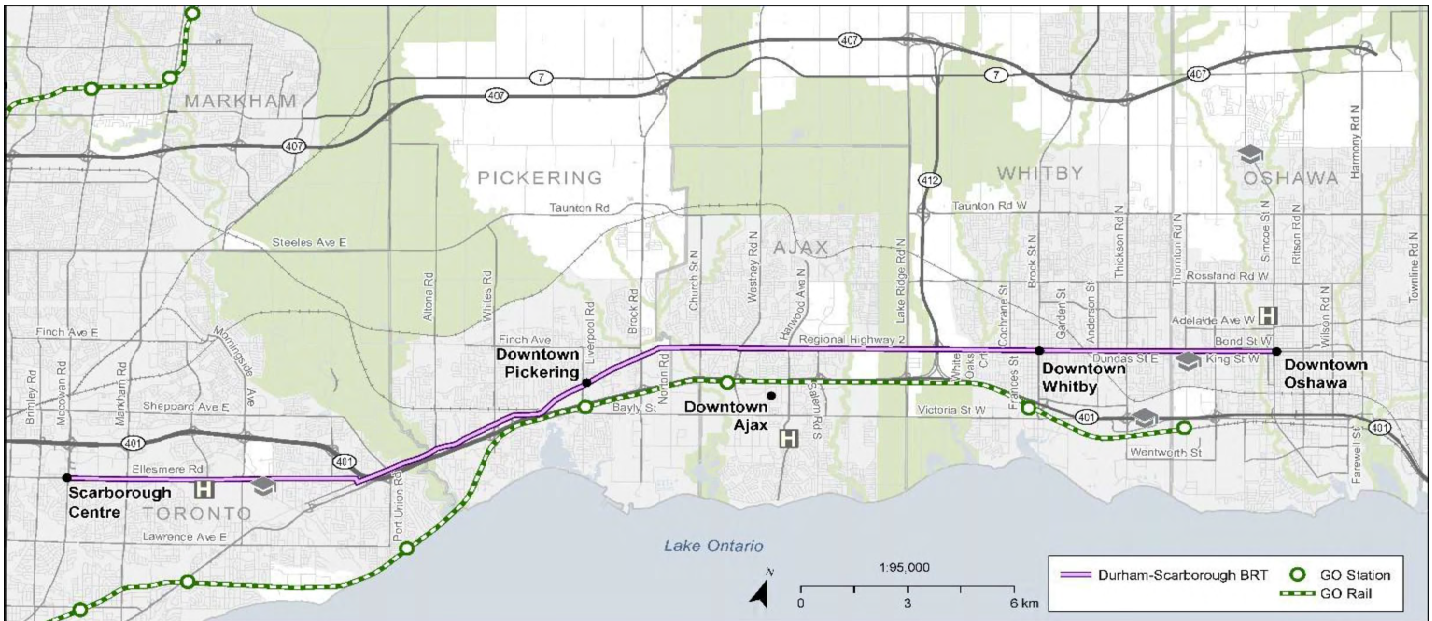 407
7
407
7
407
MARKHAM
407
412
PICKERING
WHITBY
OSHAWA
AJAX
Taunton Rd
Taunton Rd W
Steeles Ave E
Harmony Rd N
Simcoe St N
Ritson Rd N
Thornton Rd N
Thickson Rd N
Brock St N
Lake Ridge Rd N
Westney Rd N
Church St N
Harwood Ave N
Altona Rd
Whites Rd
Liverpool Rd
Brock Rd
Townline Rd N
Rossland Rd W
Cochrane St
Garden St
Anderson St
Wilson Rd N
Adelaide Ave W
H
Finch Ave E
Morningside Ave
Finch Ave
Regional Highway 2
Bond St W
Dundas St E
King St W
Downtown
Pickering
Downtown
Whitby
Downtown
Oshawa
White
Oaks
Crt
Frances St
Norton Rd
Brimley Rd
Mccowan Rd
Markham Rd
Sheppard Ave E
Bayly St
Downtown
Ajax
Salem Rd S
Victoria St W
401
401
H
401
401
Wentworth St
Farewell St
Ellesmere Rd
Scarborough
Centre
H
TORONTO
Port Union Rd
Lawrence Ave E
Lake Ontario
N
1:95,000
0 3 6 km
Durham-Scarborough BRT
GO Station
GO Rail